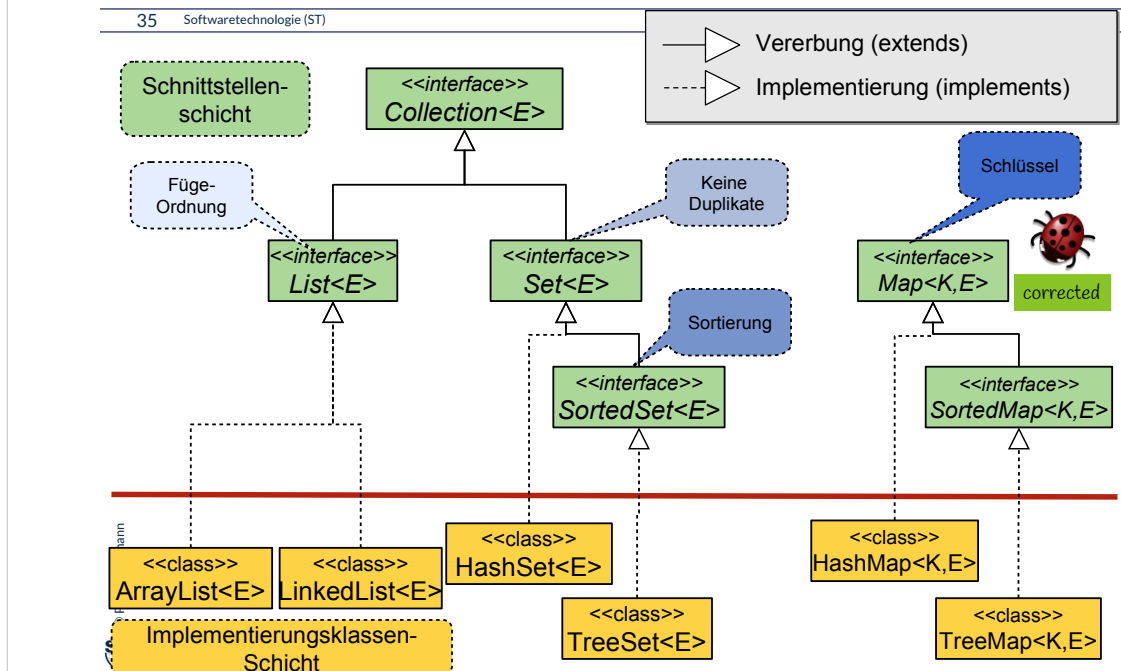 35 Softwaretechnologie (ST)
Vererbung (extends)
Implementierung (implements)
Schnittstellen-
schicht
<<interface>>
Collection<E>
Füge-
Ordnung
Keine
Duplikate
Schlüssel
<<interface>>
List<E>
<<interface>>
Set<E>
<<interface>>
Map<K,E>
corrected
Sortierung
<<interface>>
SortedSet<E>
<<interface>>
SortedMap<K,E>
<<class>>
ArrayList<E>
<<class>>
LinkedList<E>
<<class>>
HashSet<E>
<<class>>
HashMap<K,E>
<<class>>
TreeSet<E>
<<class>>
TreeMap<K,E>
Implementierungsklassen-
Schicht